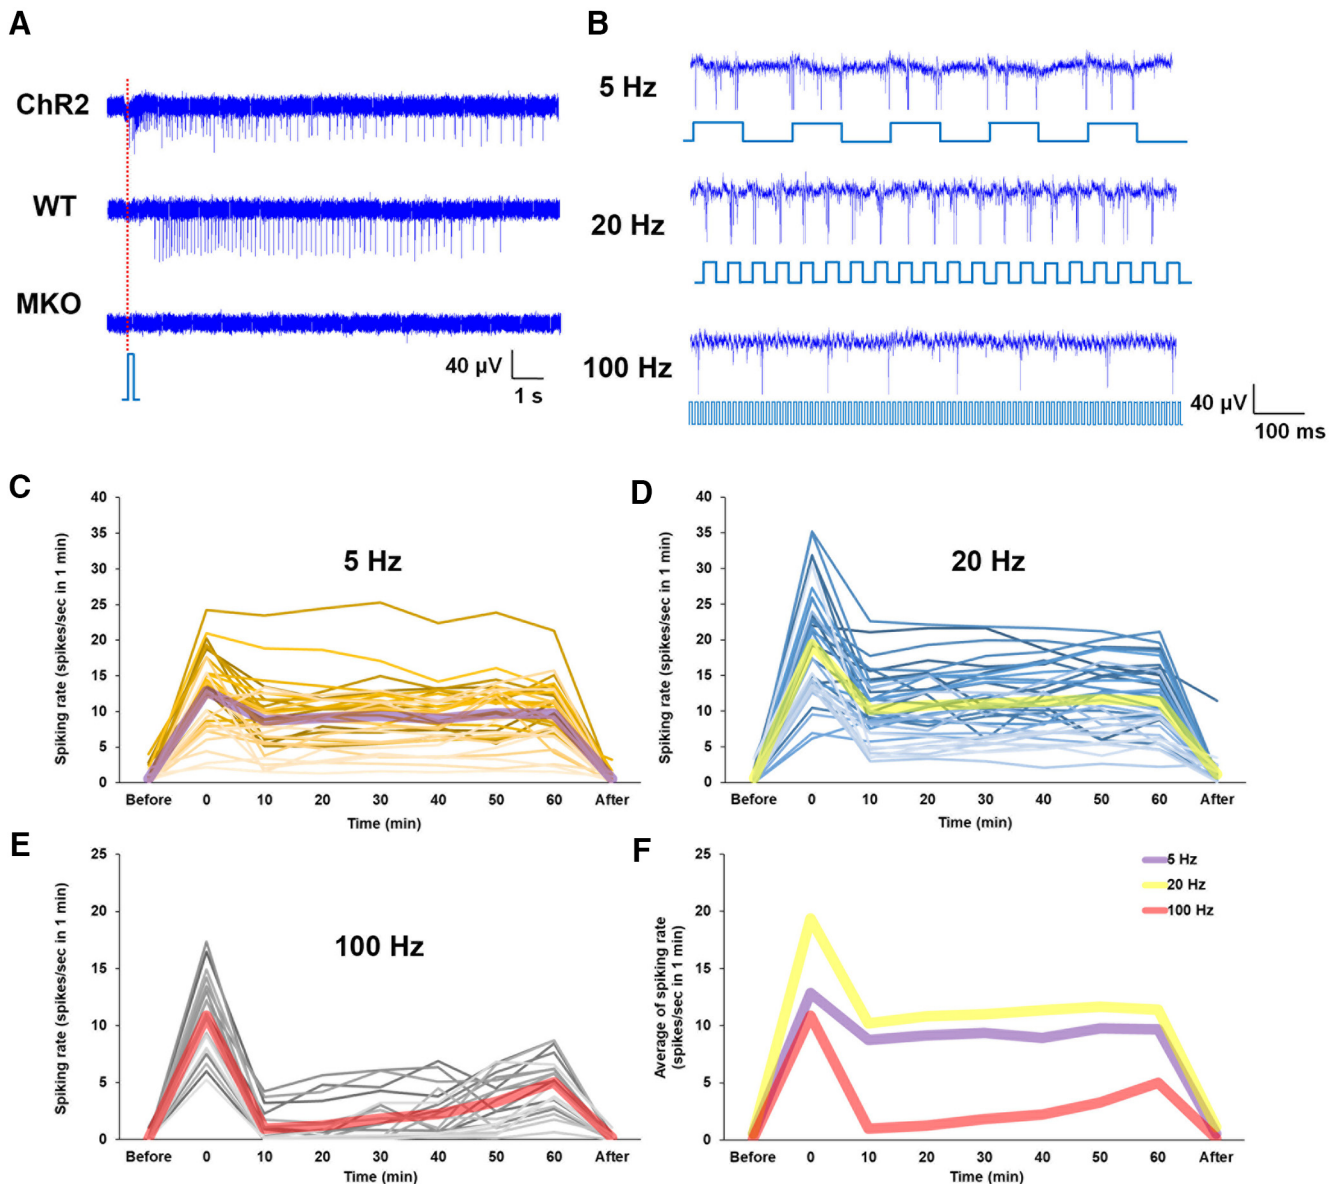 A
ChR2
WT
MKO
40 µV
1 s
B
5 Hz
20 Hz
100 Hz
40 µV
100 ms
C
Spiking rate (spikes/sec in 1 min)
40
35
30
25
20
15
10
5
0
5 Hz
Before 0 10 20 30 40 50 60 After
Time (min)
D
Spiking rate (spikes/sec in 1 min)
40
35
30
25
20
15
10
5
0
20 Hz
Before 0 10 20 30 40 50 60 After
Time (min)
E
Spiking rate (spikes/sec in 1 min)
25
20
15
10
5
0
100 Hz
Before 0 10 20 30 40 50 60 After
Time (min)
F
Average of spiking rate
(spikes/sec in 1 min)
25
20
15
10
5
0
5 Hz
20 Hz
100 Hz
Before 0 10 20 30 40 50 60 After
Time (min)